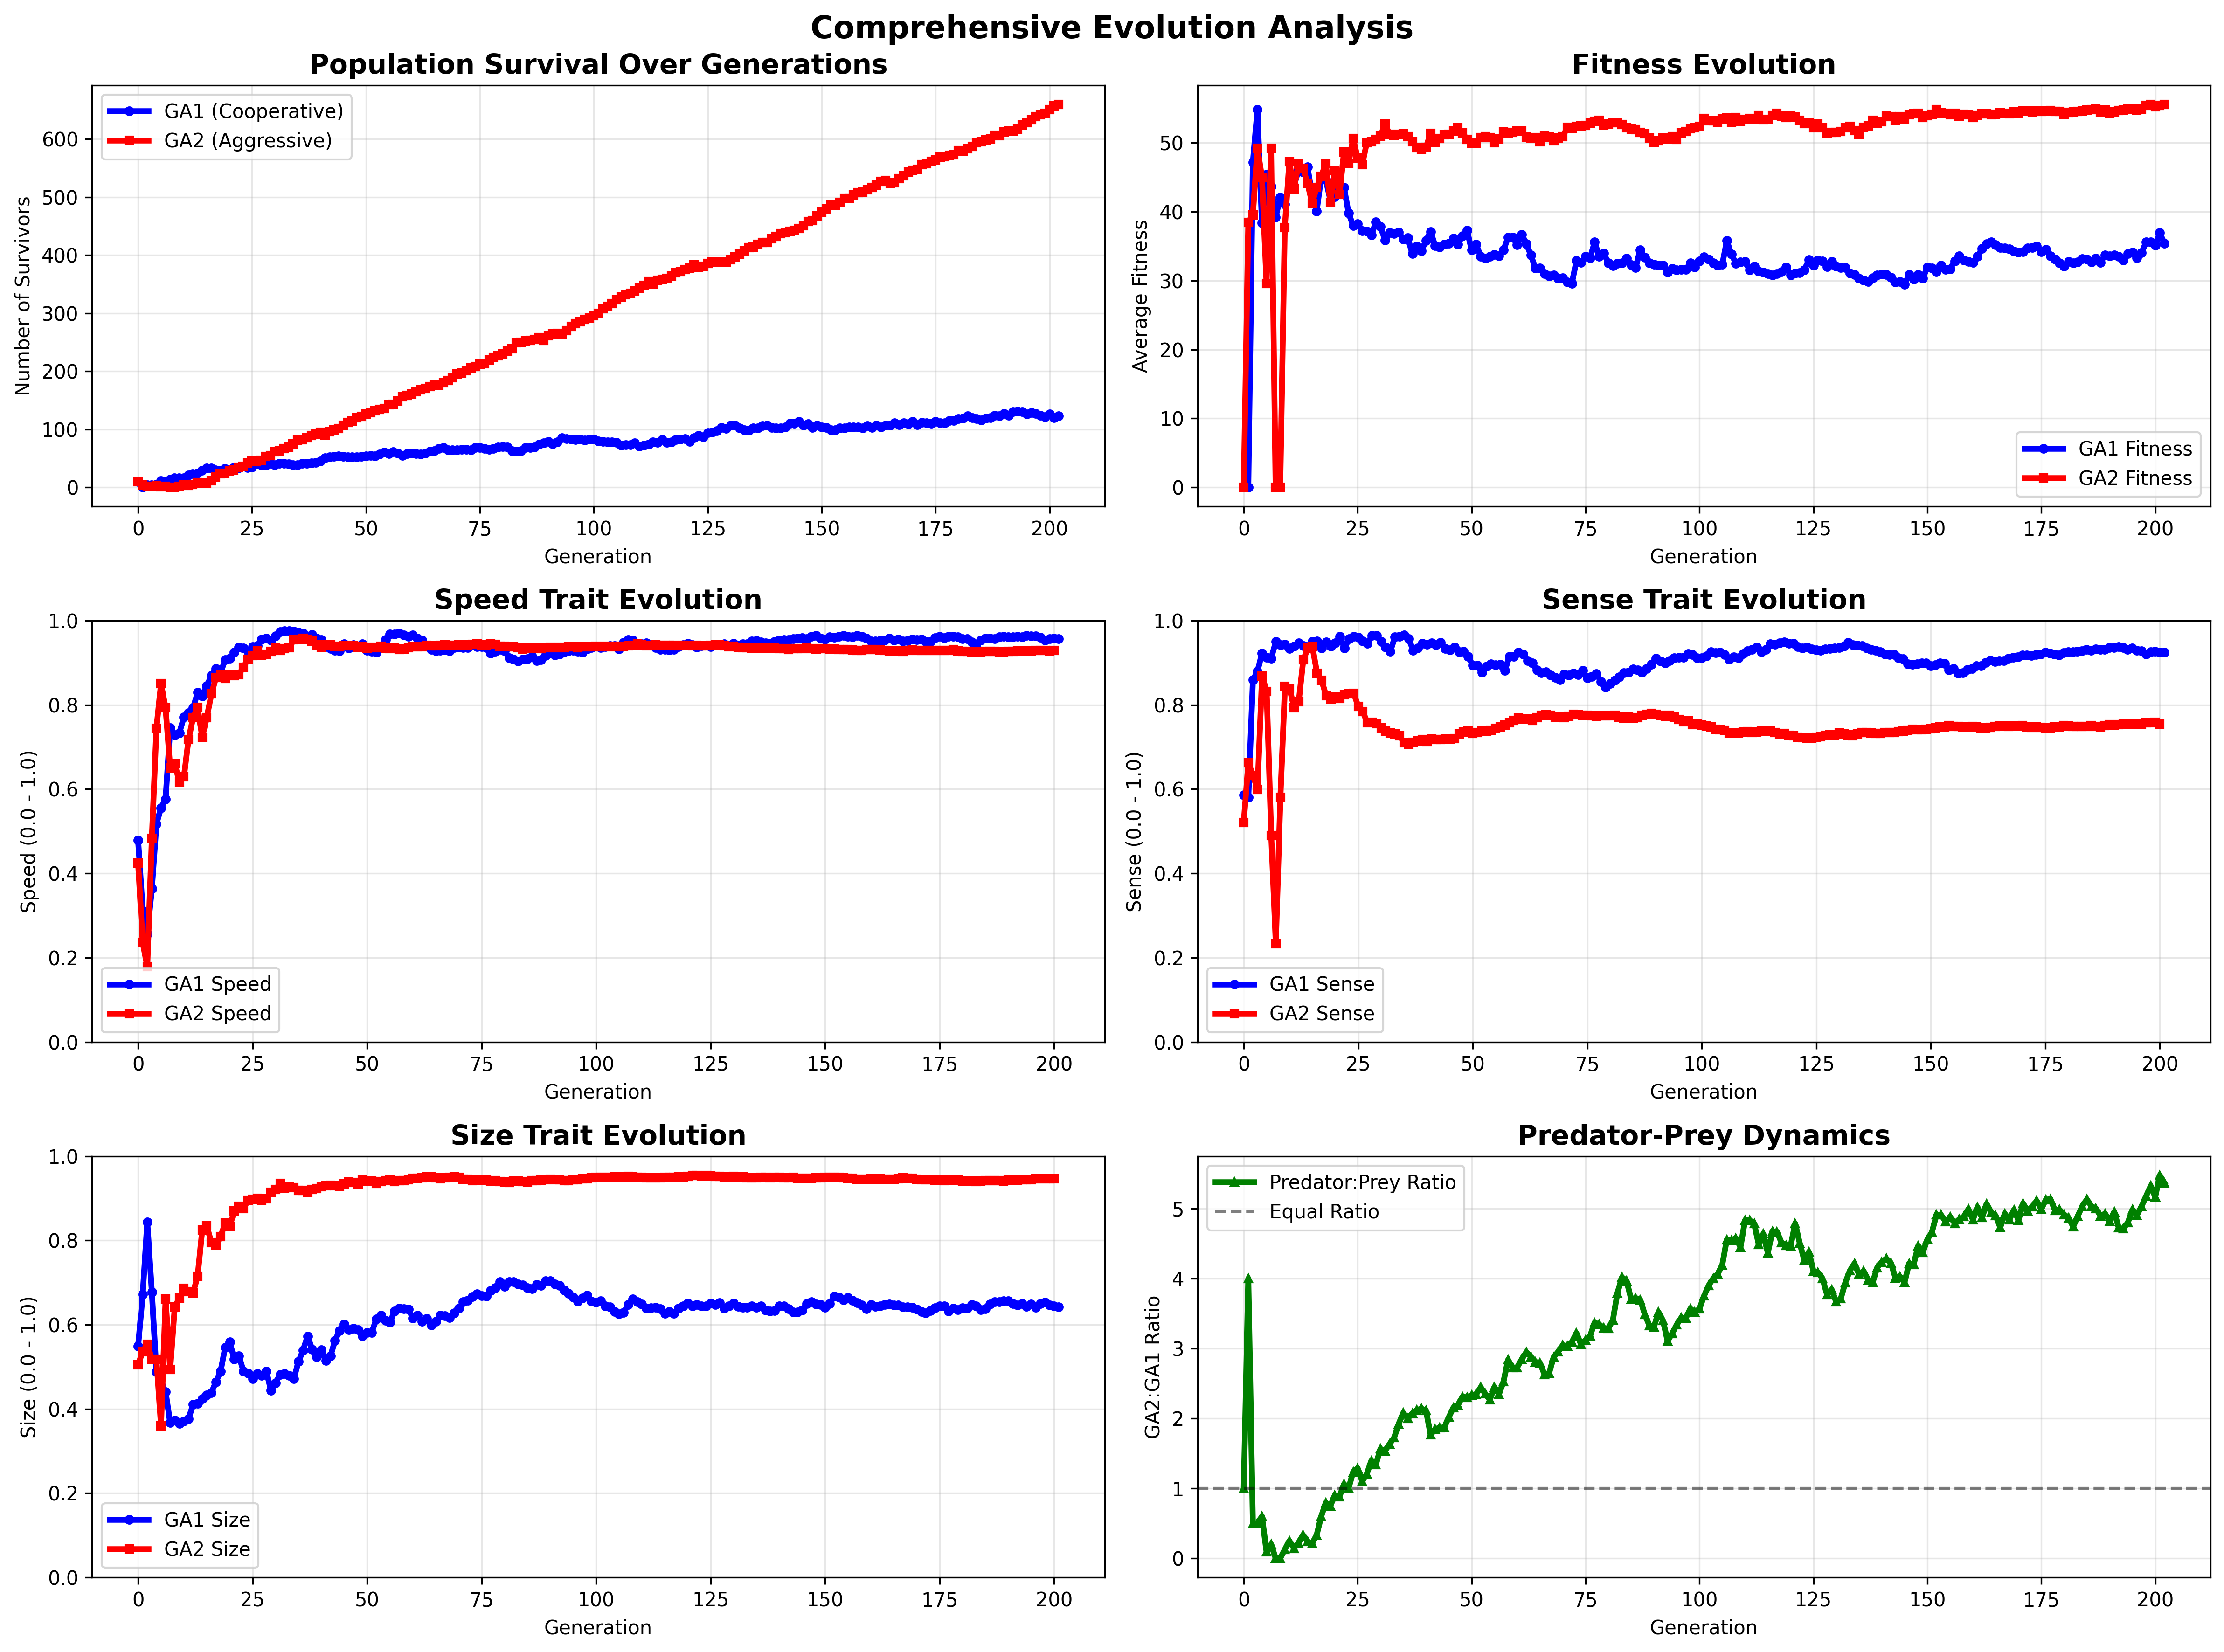 Comprehensive Evolution Analysis
Population Survival Over Generations
GA1 (Cooperative)
GA2 (Aggressive)
Number of Survivors
600
500
400
300
200
100
0
0 25 50 75 100 125 150 175 200
Generation
Fitness Evolution
Average Fitness
50
40
30
20
10
0
GA1 Fitness
GA2 Fitness
0 25 50 75 100 125 150 175 200
Generation
Speed Trait Evolution
Speed (0.0 - 1.0)
1.0
0.8
0.6
0.4
0.2
0.0
GA1 Speed
GA2 Speed
0 25 50 75 100 125 150 175 200
Generation
Sense Trait Evolution
Sense (0.0 - 1.0)
1.0
0.8
0.6
0.4
0.2
0.0
GA1 Sense
GA2 Sense
0 25 50 75 100 125 150 175 200
Generation
Size Trait Evolution
Size (0.0 - 1.0)
1.0
0.8
0.6
0.4
0.2
0.0
GA1 Size
GA2 Size
0 25 50 75 100 125 150 175 200
Generation
Predator-Prey Dynamics
Predator:Prey Ratio
Equal Ratio
GA2:GA1 Ratio
5
4
3
2
1
0
0 25 50 75 100 125 150 175 200
Generation